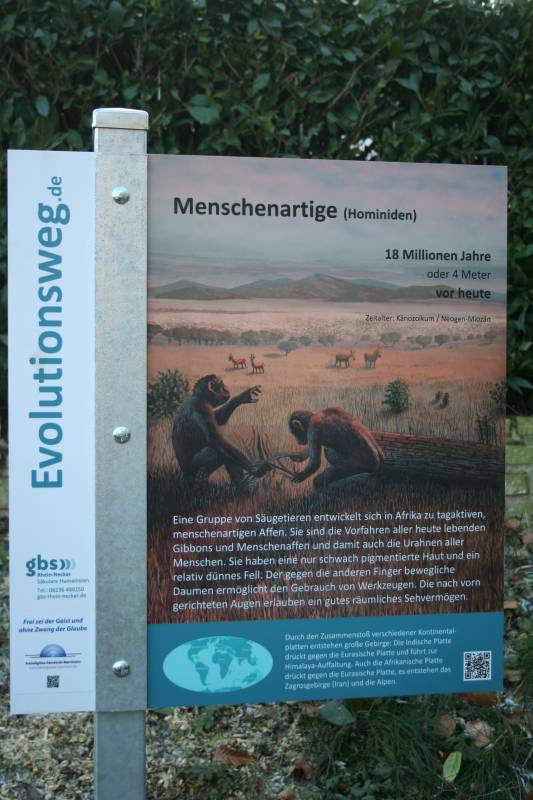 Evolutionsweg.de
gbs
Rhein-Neckar
Säkulare Humanisten
gbs-rhein-neckar.de
Frei sei der Geist und
ohne Zwang der Glaube
Menschenartige (Hominiden)
18 Millionen Jahre
oder 4 Meter
vor heute
Zeitalter: Känozoikum / Neogen-Miozän
Eine Gruppe von Säugetieren entwickelt sich in Afrika zu tagaktiven,
menschenartigen Affen. Sie sind die Vorfahren aller heute lebenden
Gibbons und Menschenaffen und damit auch die Urahnen aller
Menschen. Sie haben eine nur schwach pigmentierte Haut und ein
relativ dünnes Fell. Der gegen die anderen Finger bewegliche
Daumen ermöglicht den Gebrauch von Werkzeugen. Die nach vorn
gerichteten Augen erlauben ein gutes räumliches Sehvermögen.
Durch den Zusammenstoß verschiedener Kontinental-
platten entstehen große Gebirge: Die Indische Platte
drückt gegen die Eurasische Platte und führt zur
Himalaya-Auffaltung. Auch die Afrikanische Platte
drückt gegen die Eurasische Platte, es entstehen das
Zagrosgebirge (Iran) und die Alpen.